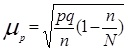 μ_p = √(pq/n (1 - n/N))